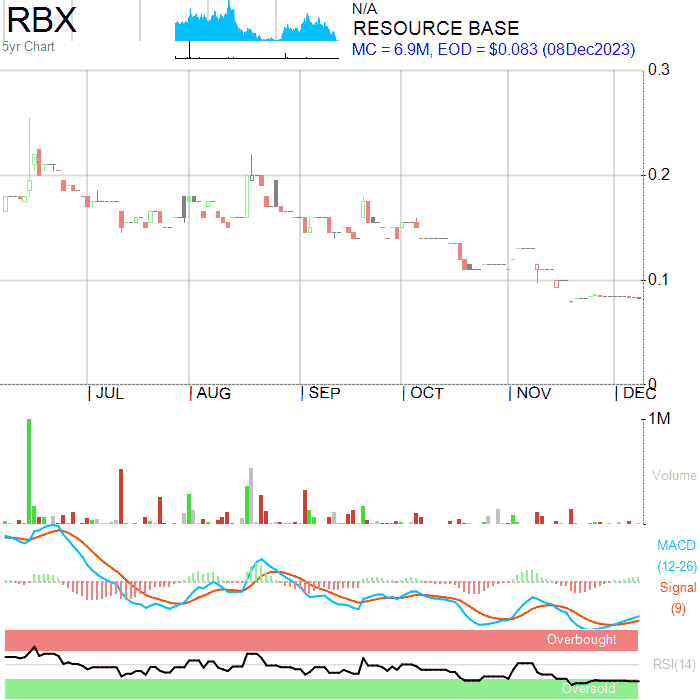 RBX
5yr Chart
N/A
RESOURCE BASE
MC = 6.9M, EOD = $0.083 (08Dec2023)
0.3
0.2
0.1
0
JUL AUG SEP OCT NOV DEC
1M
Volume
MACD
(12-26)
Signal
(9)
Overbought
RSI(14)
Oversold